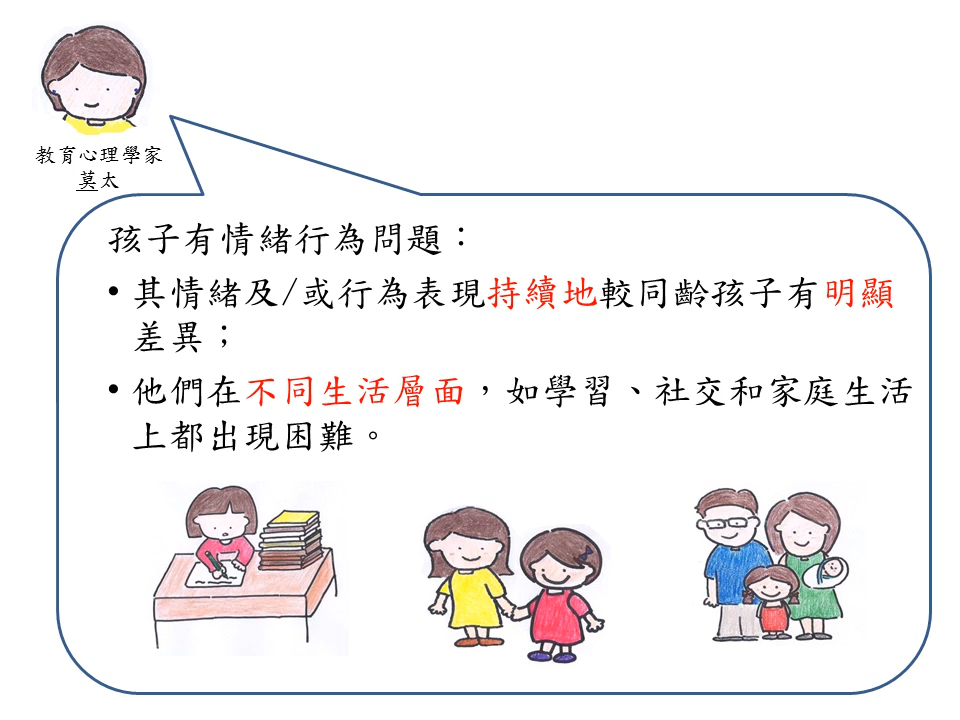 教育心理學家
莫太
孩子有情緒行為問題：
• 其情緒及/或行為表現持續地較同齡孩子有明顯
差異；
• 他們在不同生活層面，如學習、社交和家庭生活
上都出現困難。